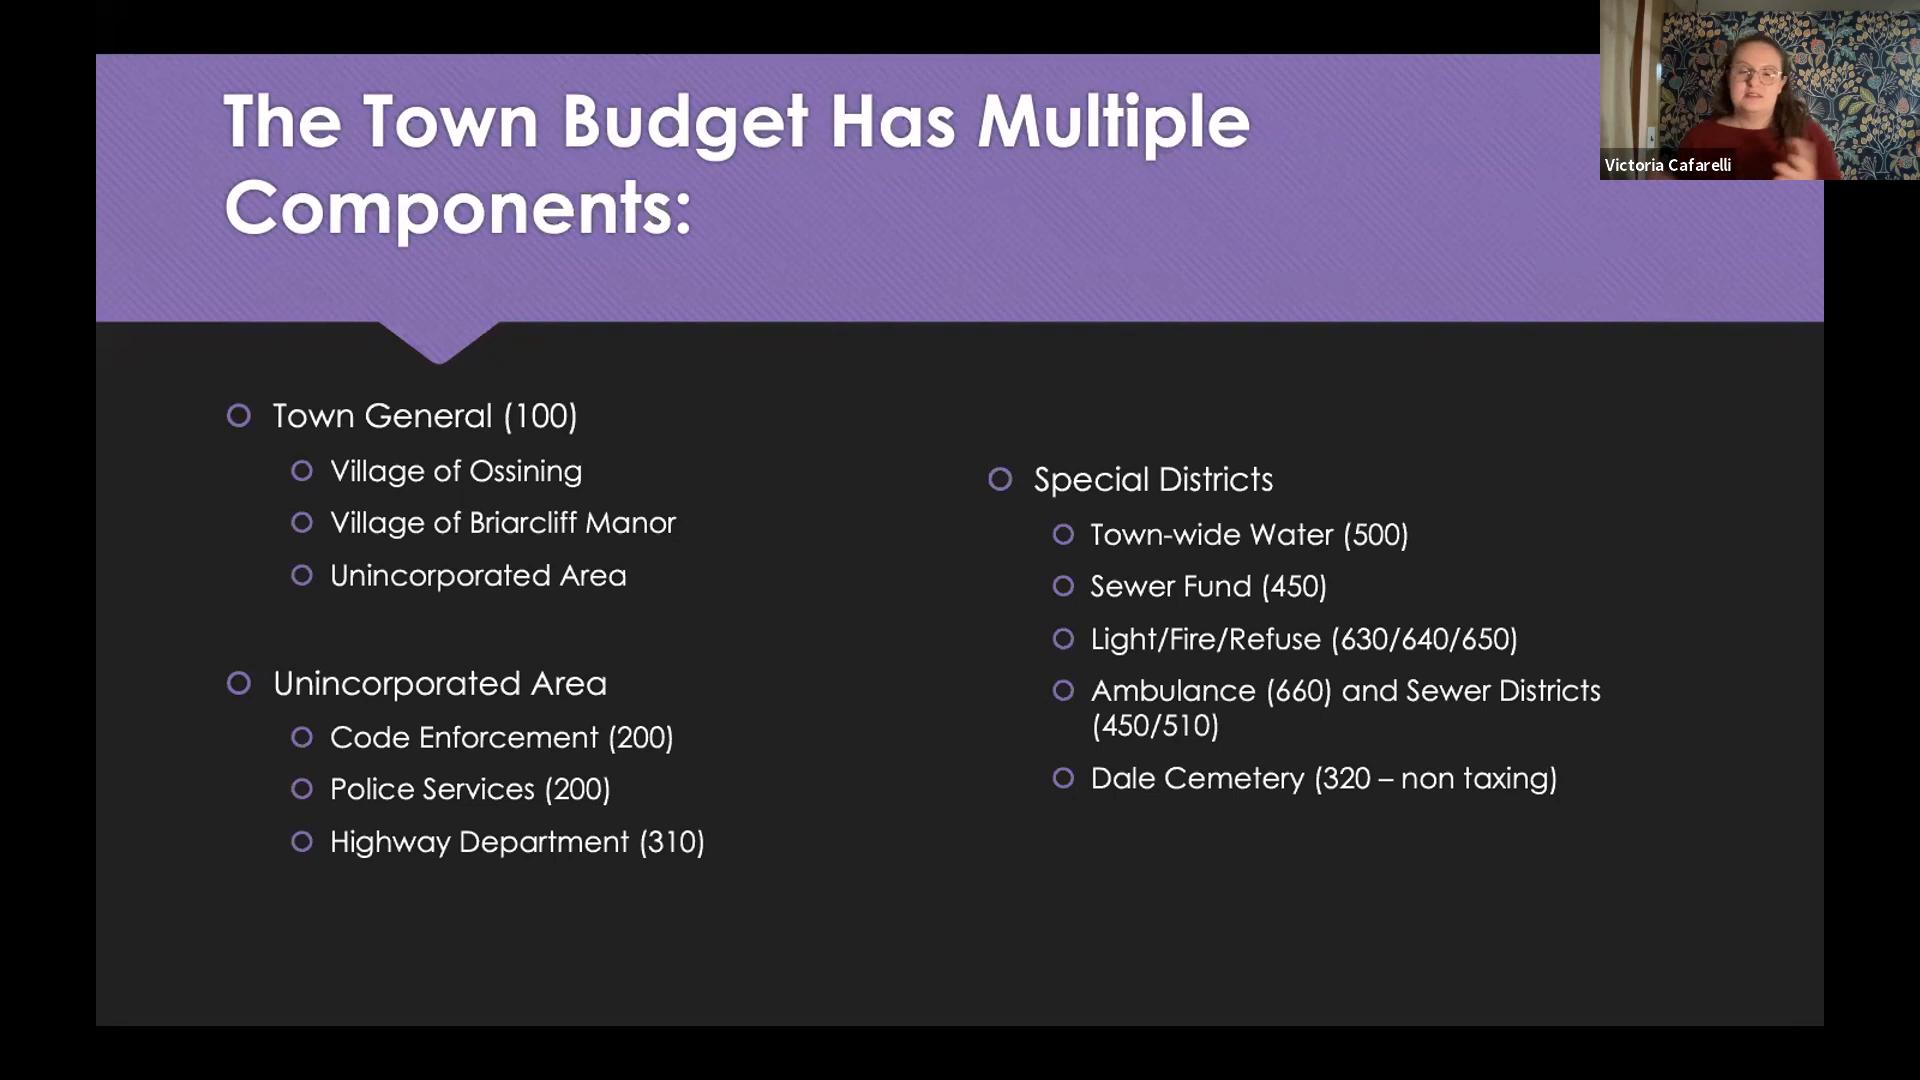 The Town Budget Has Multiple
Components:
Town General (100)
Village of Ossining
Village of Briarcliff Manor
Unincorporated Area
Unincorporated Area
Code Enforcement (200)
Police Services (200)
Highway Department (310)
Special Districts
Town-wide Water (500)
Sewer Fund (450)
Light/Fire/Refuse (630/640/650)
Ambulance (660) and Sewer Districts
(450/510)
Dale Cemetery (320 – non taxing)
Victoria Cafarelli